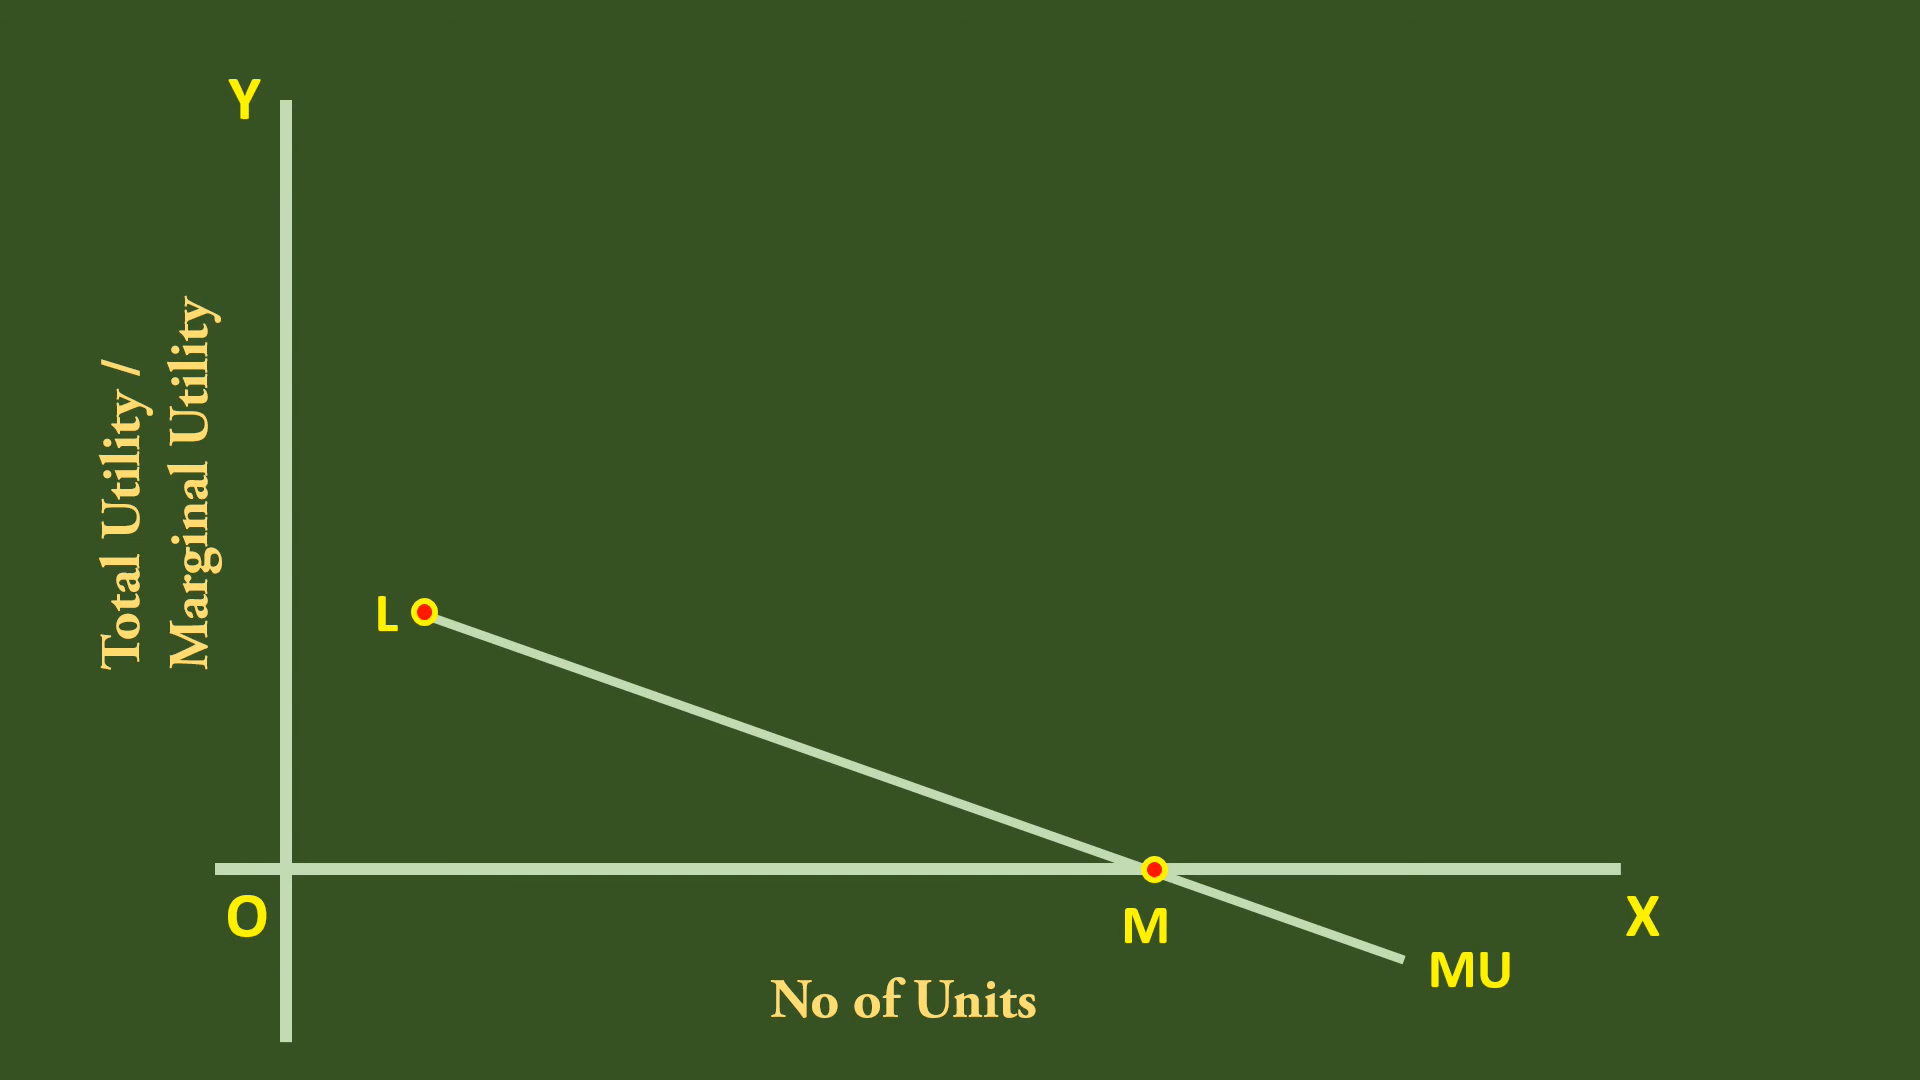 Y
Total Utility /
Marginal Utility
L
O
M
X
MU
No of Units